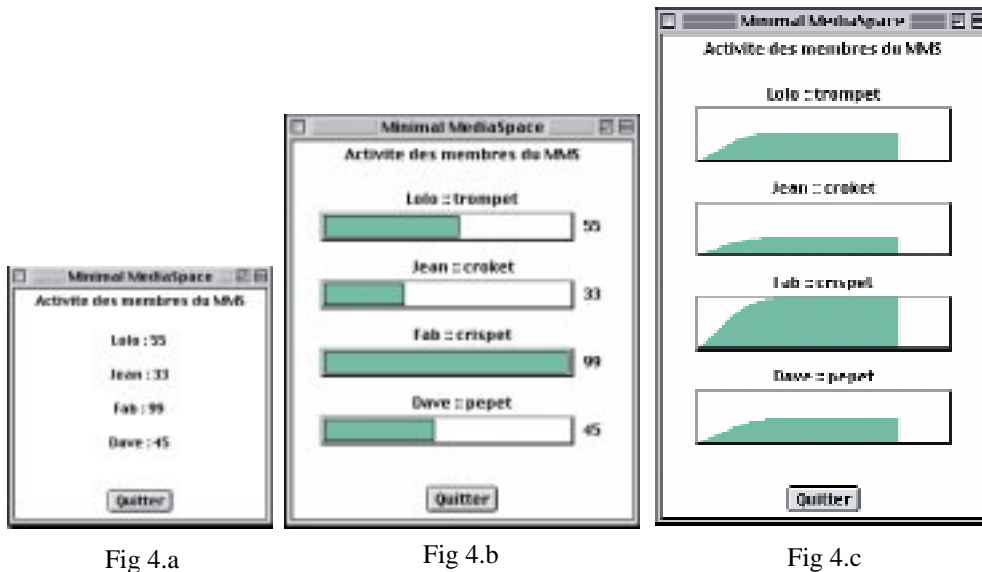 Minimal MediaSpace
Activite des membres du MMS
Lolo : 55
Jean : 33
Fab : 99
Dave : 45
Quitter
Fig 4.a
Minimal MediaSpace
Activite des membres du MMS
Lolo :: trompet
55
Jean :: croket
33
Fab :: crispet
99
Dave :: pepet
45
Quitter
Fig 4.b
Minimal MediaSpace
Activite des membres du MMS
Lolo :: trompet
Jean :: croket
Fab :: crispet
Dave :: pepet
Quitter
Fig 4.c